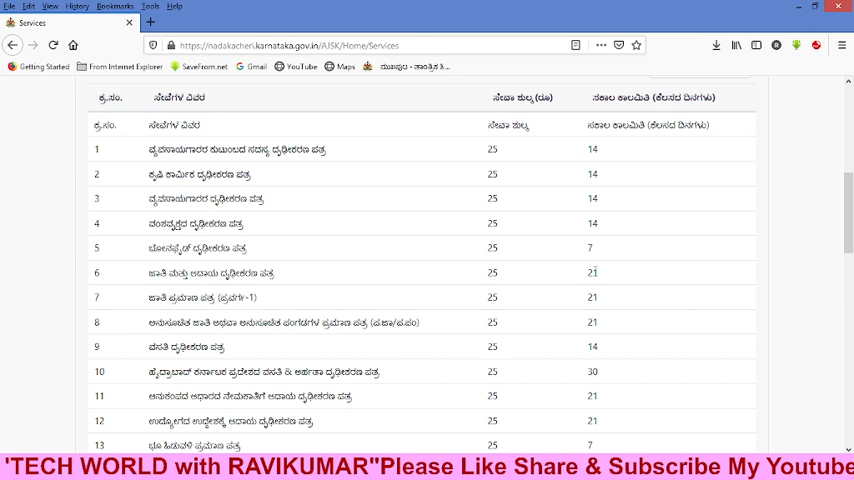 File Edit View History Bookmarks Tools Help
Services
https://nadakacheri.karnataka.gov.in/AJSK/Home/Services
Getting Started From Internet Explorer SaveFrom.net Gmail YouTube Maps ಮುಖಪುಟ - ತಾಂತ್ರಿಕ ತಿ...
ಕ್ರ.ಸಂ. ಸೇವೆಗಳ ವಿವರ ಸೇವಾ ಶುಲ್ಕ (ರೂ) ಸಕಾಲ ಕಾಲಮಿತಿ (ಕೆಲಸದ ದಿನಗಳು)
ಕ್ರ.ಸಂ. ಸೇವೆಗಳ ವಿವರ ಸೇವಾ ಶುಲ್ಕ ಸಕಾಲ ಕಾಲಮಿತಿ (ಕೆಲಸದ ದಿನಗಳು)
1 ವ್ಯವಸಾಯಗಾರರ ಕುಟುಂಬದ ಸದಸ್ಯ ದೃಢೀಕರಣ ಪತ್ರ 25 14
2 ಕೃಷಿ ಕಾರ್ಮಿಕ ದೃಢೀಕರಣ ಪತ್ರ 25 14
3 ವ್ಯವಸಾಯಗಾರರ ದೃಢೀಕರಣ ಪತ್ರ 25 14
4 ವಂಶವೃಕ್ಷದ ದೃಢೀಕರಣ ಪತ್ರ 25 14
5 ಬೋನಫೈಡ್ ದೃಢೀಕರಣ ಪತ್ರ 25 7
6 ಜಾತಿ ಮತ್ತು ಆದಾಯ ದೃಢೀಕರಣ ಪತ್ರ 25 21
7 ಜಾತಿ ಪ್ರಮಾಣ ಪತ್ರ (ಪ್ರವರ್ಗ-1) 25 21
8 ಅನುಸೂಚಿತ ಜಾತಿ ಅಥವಾ ಅನುಸೂಚಿತ ಪಂಗಡಗಳ ಪ್ರಮಾಣ ಪತ್ರ (ಪ.ಜಾ/ಪ.ಪಂ) 25 21
9 ವಸತಿ ದೃಢೀಕರಣ ಪತ್ರ 25 14
10 ಹೈದ್ರಾಬಾದ್ ಕರ್ನಾಟಕ ಪ್ರದೇಶದ ವಸತಿ & ಅರ್ಹತಾ ದೃಢೀಕರಣ ಪತ್ರ 25 30
11 ಅನುಕಂಪದ ಆಧಾರದ ನೇಮಕಾತಿಗೆ ಆದಾಯ ದೃಢೀಕರಣ ಪತ್ರ 25 21
12 ಉದ್ಯೋಗದ ಉದ್ದೇಶಕ್ಕೆ ಆದಾಯ ದೃಢೀಕರಣ ಪತ್ರ 25 21
13 ಭೂ ಹಿಡುವಳಿ ಪ್ರಮಾಣ ಪತ್ರ 25 7
'TECH WORLD with RAVIKUMAR"Please Like Share & Subscribe My Youtube